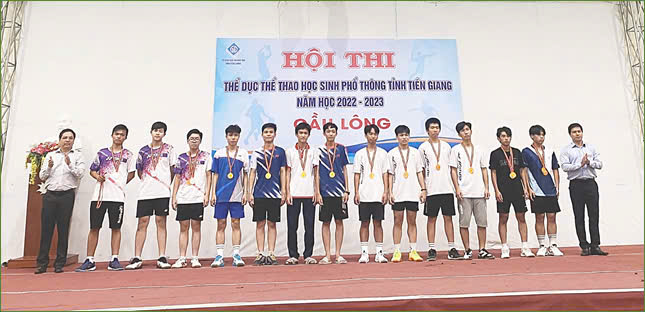 HỘI THI
THỂ DỤC THỂ THAO HỌC SINH PHỔ THÔNG TỈNH TIỀN GIANG
NĂM HỌC 2022 - 2023
CẦU LÔNG